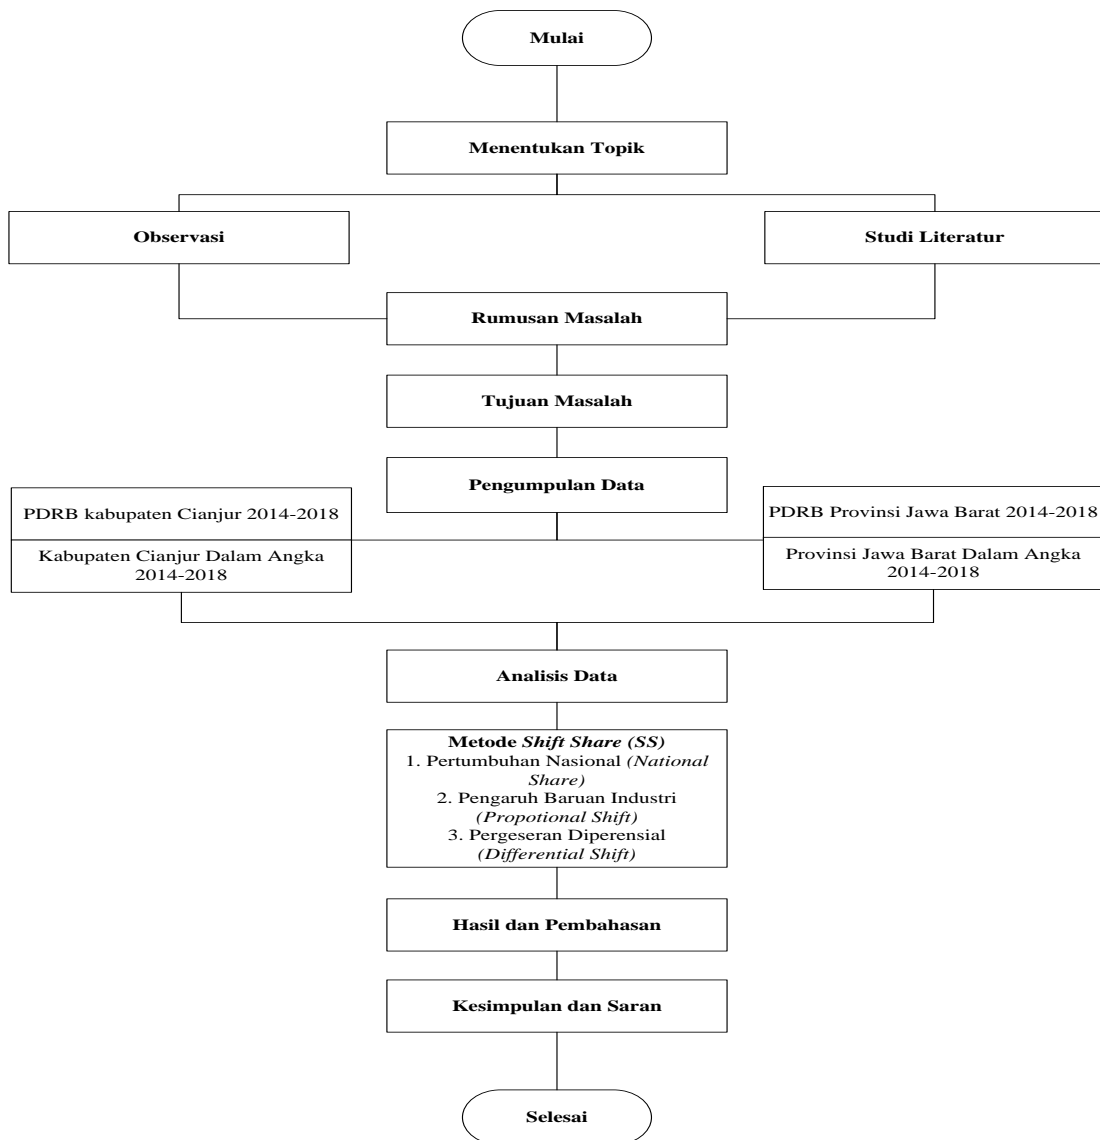 Mulai
Menentukan Topik
Observasi
Studi Literatur
Rumusan Masalah
Tujuan Masalah
Pengumpulan Data
PDRB kabupaten Cianjur 2014-2018
Kabupaten Cianjur Dalam Angka
2014-2018
PDRB Provinsi Jawa Barat 2014-2018
Provinsi Jawa Barat Dalam Angka
2014-2018
Analisis Data
Metode Shift Share (SS)
1. Pertumbuhan Nasional (National
Share)
2. Pengaruh Baruan Industri
(Propotional Shift)
3. Pergeseran Diperensial
(Differential Shift)
Hasil dan Pembahasan
Kesimpulan dan Saran
Selesai